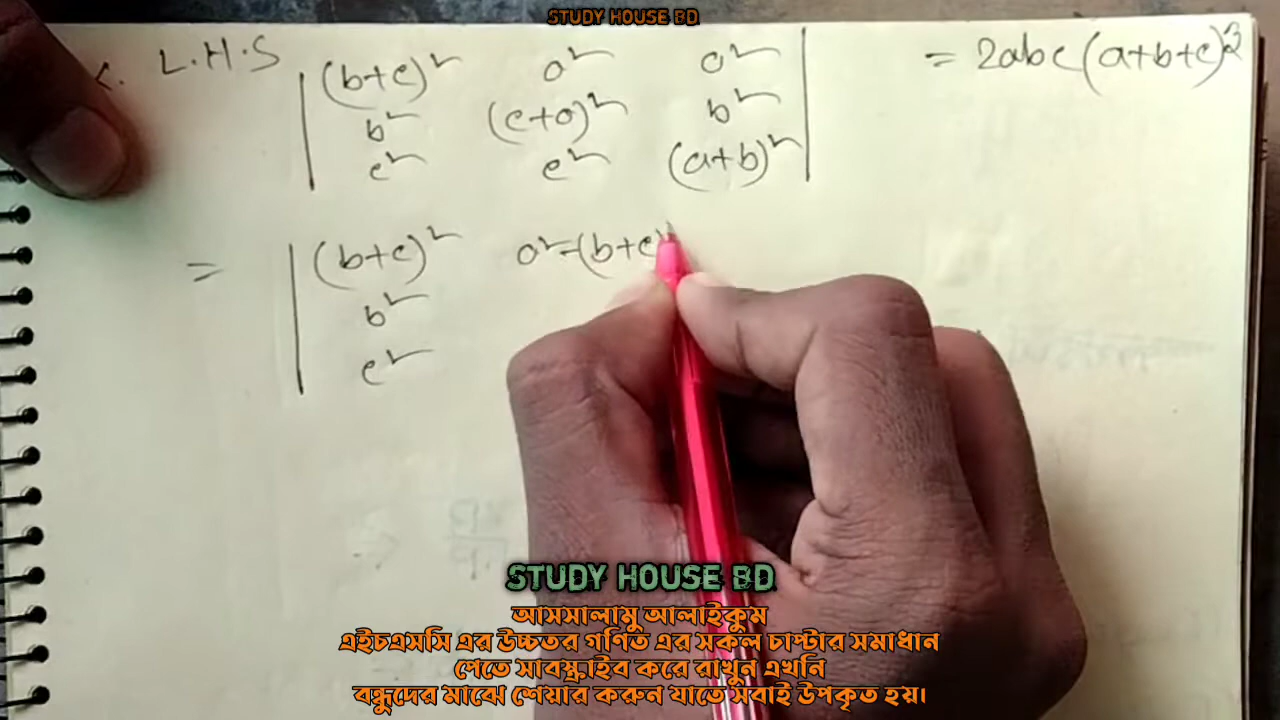 STUDY HOUSE BD
L.H.S | (b+c)² a² a² | = 2abc(a+b+c)³
b² (c+a)² b²
c² c² (a+b)²
= | (b+c)² a²-(b+c)
b²
c²
STUDY HOUSE BD
আসসালামু আলাইকুম
এইচএসসি এর উচ্চতর গণিত এর সকল চাপ্টার সমাধান
পেতে সাবস্ক্রাইব করে রাখুন এখনি
বন্ধুদের মাঝে শেয়ার করুন যাতে সবাই উপকৃত হয়।